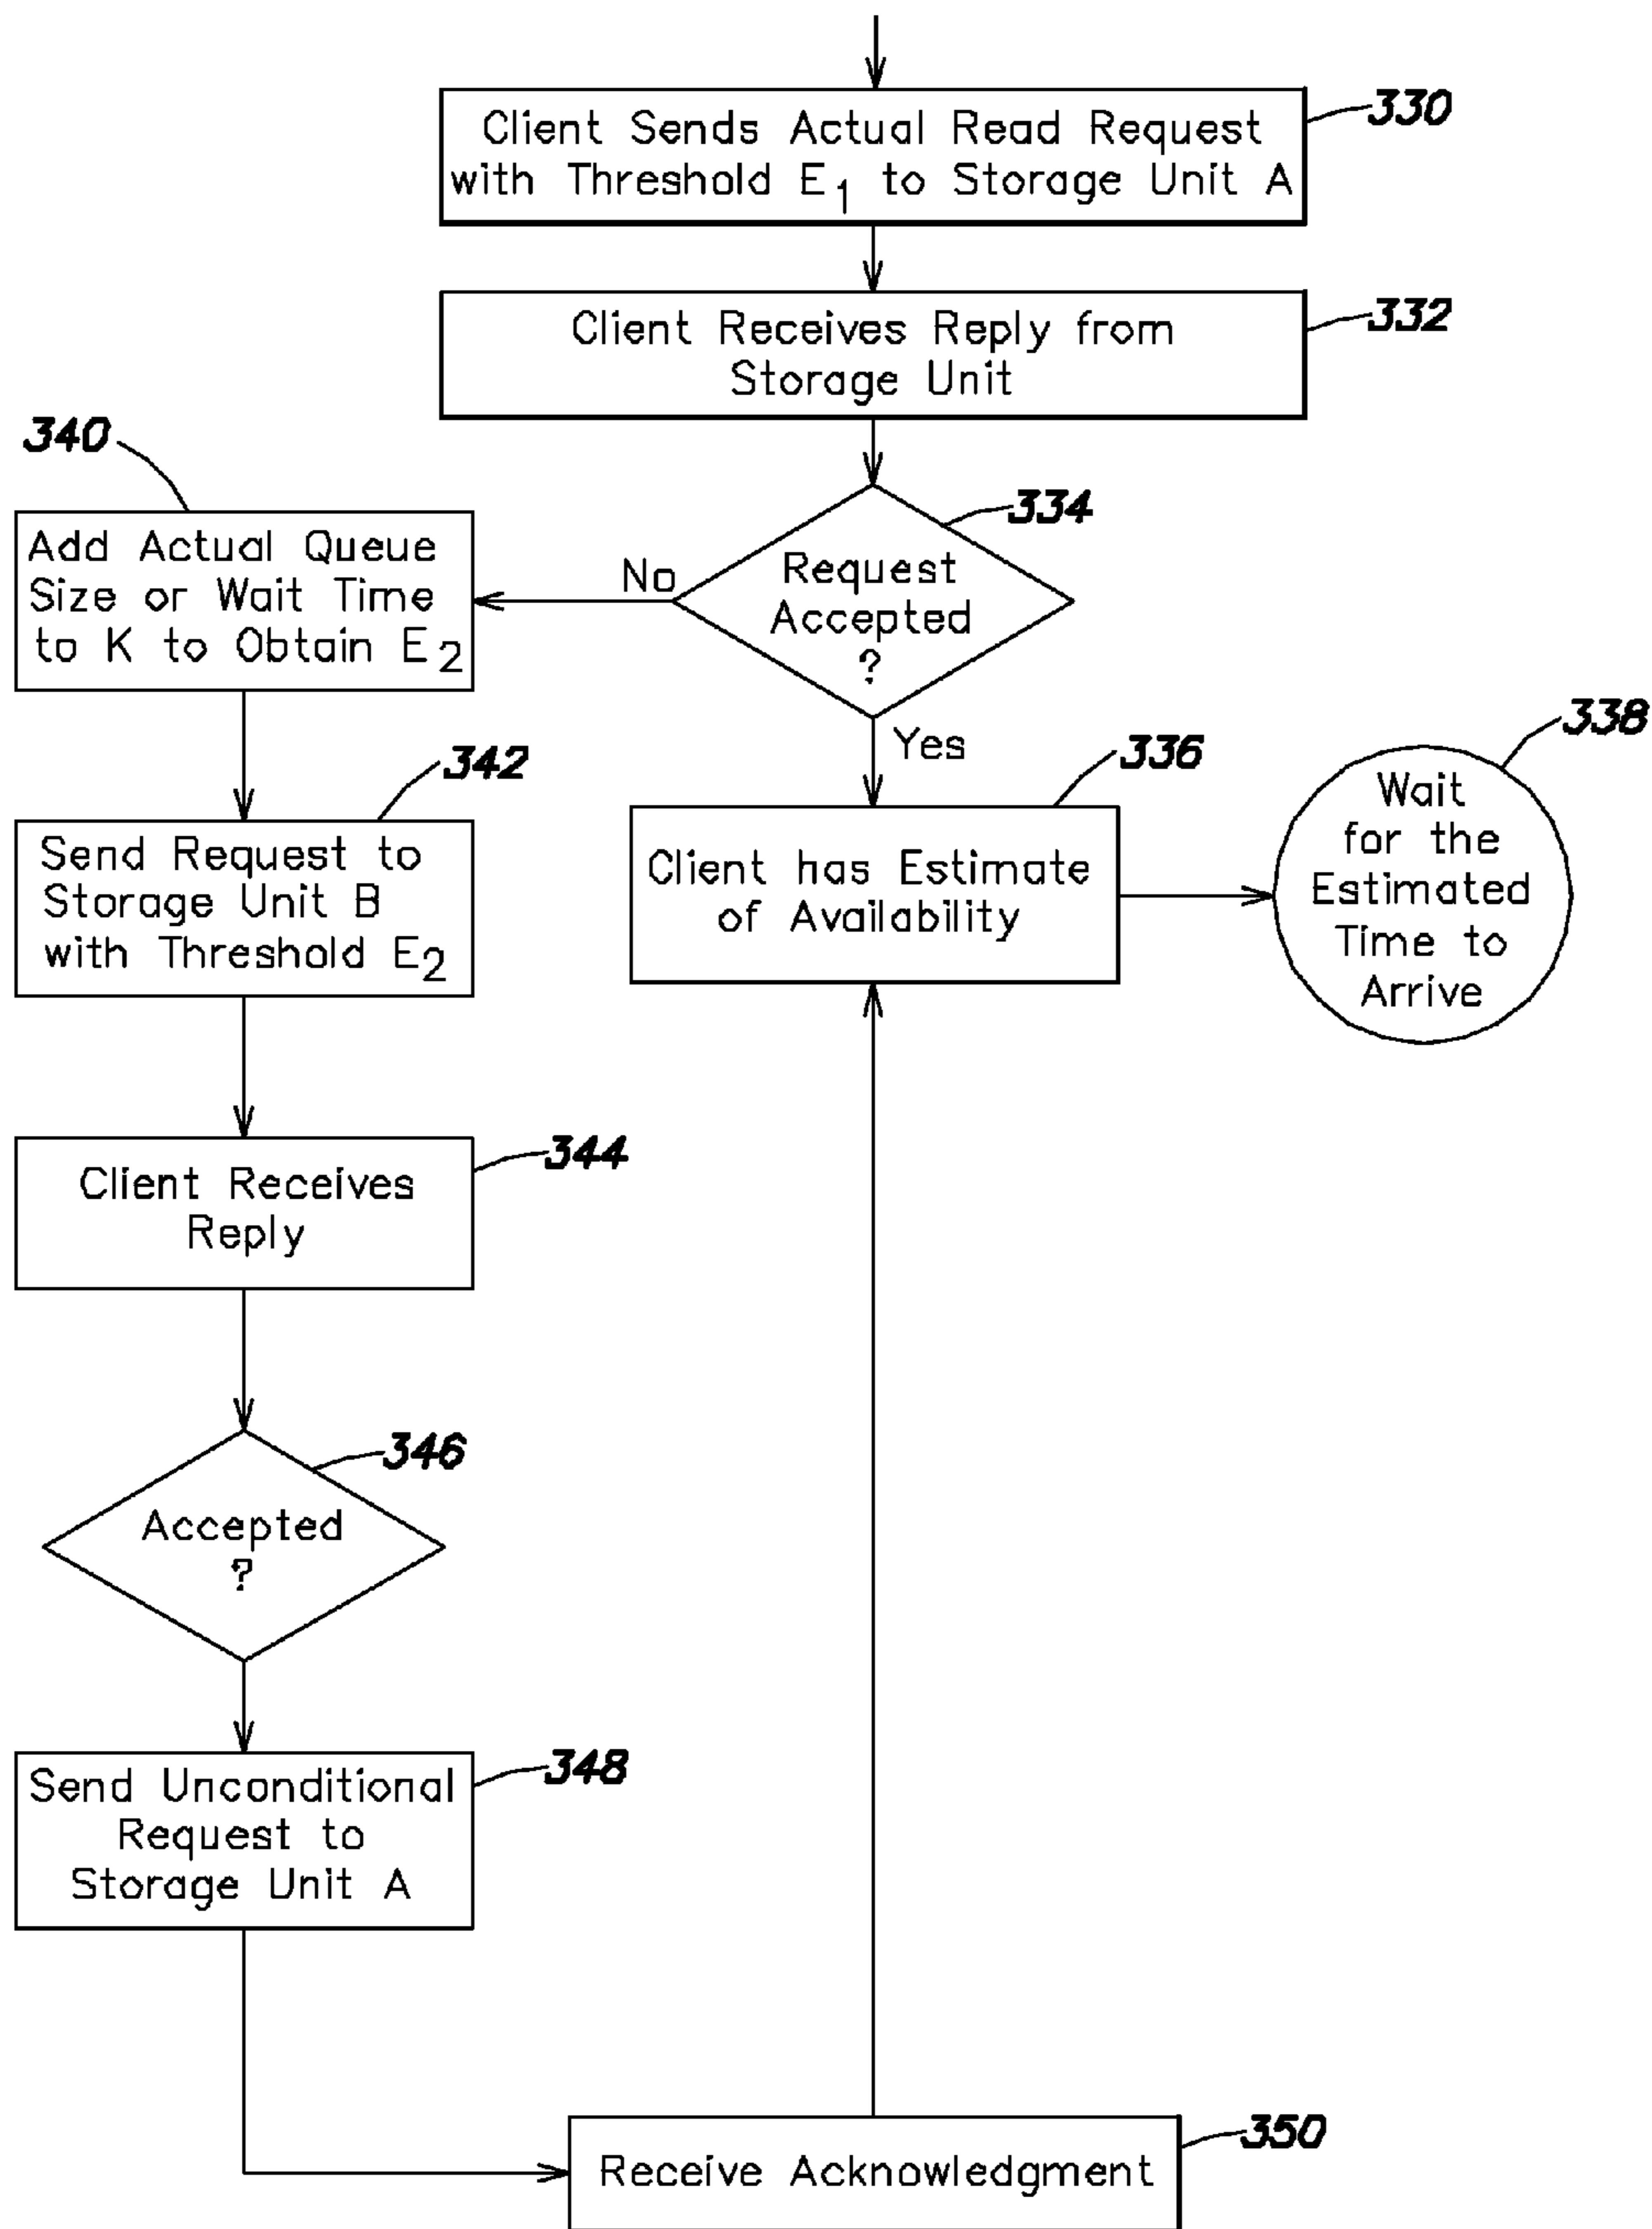 Client Sends Actual Read Request
with Threshold E1 to Storage Unit A
330
Client Receives Reply from
Storage Unit
332
334
Request
Accepted
?
No
Yes
340
Add Actual Queue
Size or Wait Time
to K to Obtain E2
336
Client has Estimate
of Availability
338
Wait
for the
Estimated
Time to
Arrive
342
Send Request to
Storage Unit B
with Threshold E2
344
Client Receives
Reply
346
Accepted
?
348
Send Unconditional
Request to
Storage Unit A
350
Receive Acknowledgment